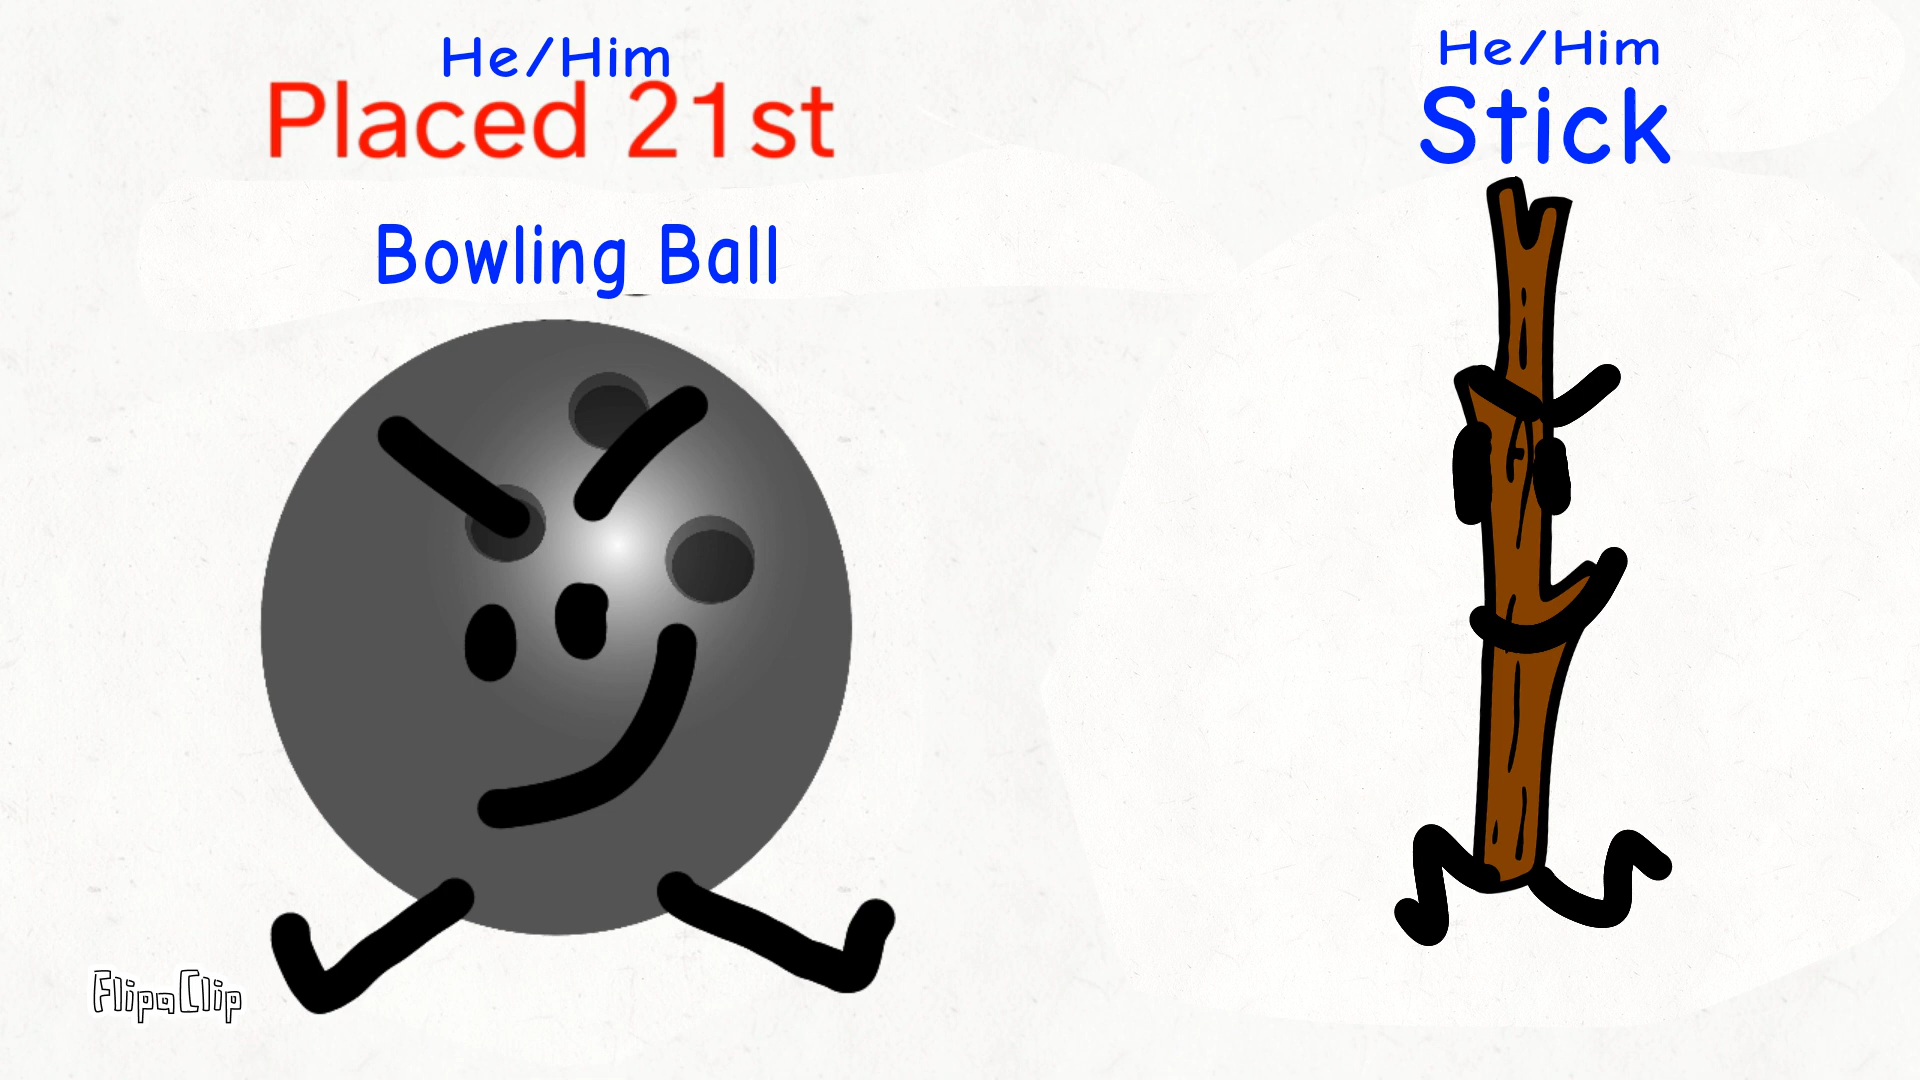 He/Him
Placed 21st
Bowling Ball
He/Him
Stick
FlipaClip